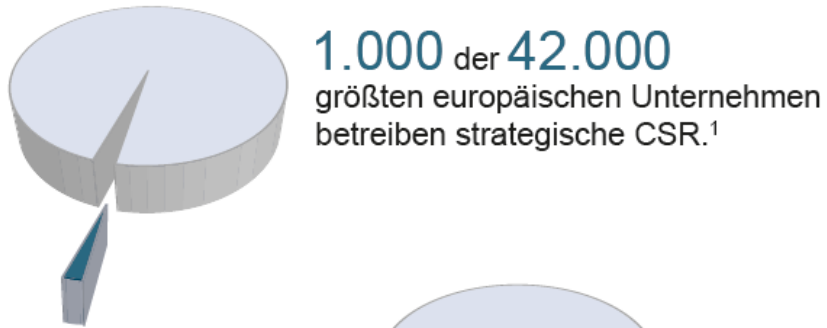 1.000 der 42.000
größten europäischen Unternehmen
betreiben strategische CSR.¹